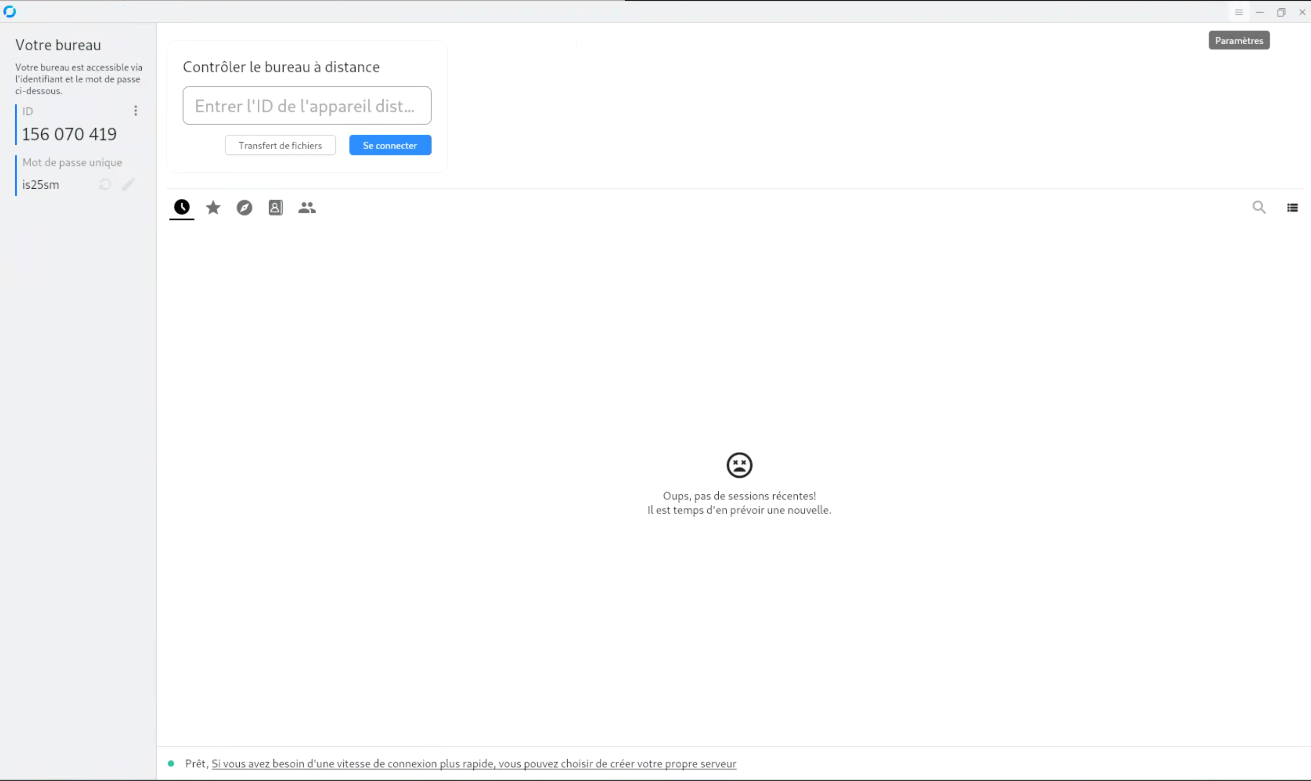 Paramètres
Votre bureau
Votre bureau est accessible via
l'identifiant et le mot de passe
ci-dessous.
ID
156 070 419
Mot de passe unique
is25sm
Contrôler le bureau à distance
Entrer l'ID de l'appareil dist...
Transfert de fichiers
Se connecter
Oups, pas de sessions récentes!
Il est temps d'en prévoir une nouvelle.
Prêt, Si vous avez besoin d'une vitesse de connexion plus rapide, vous pouvez choisir de créer votre propre serveur